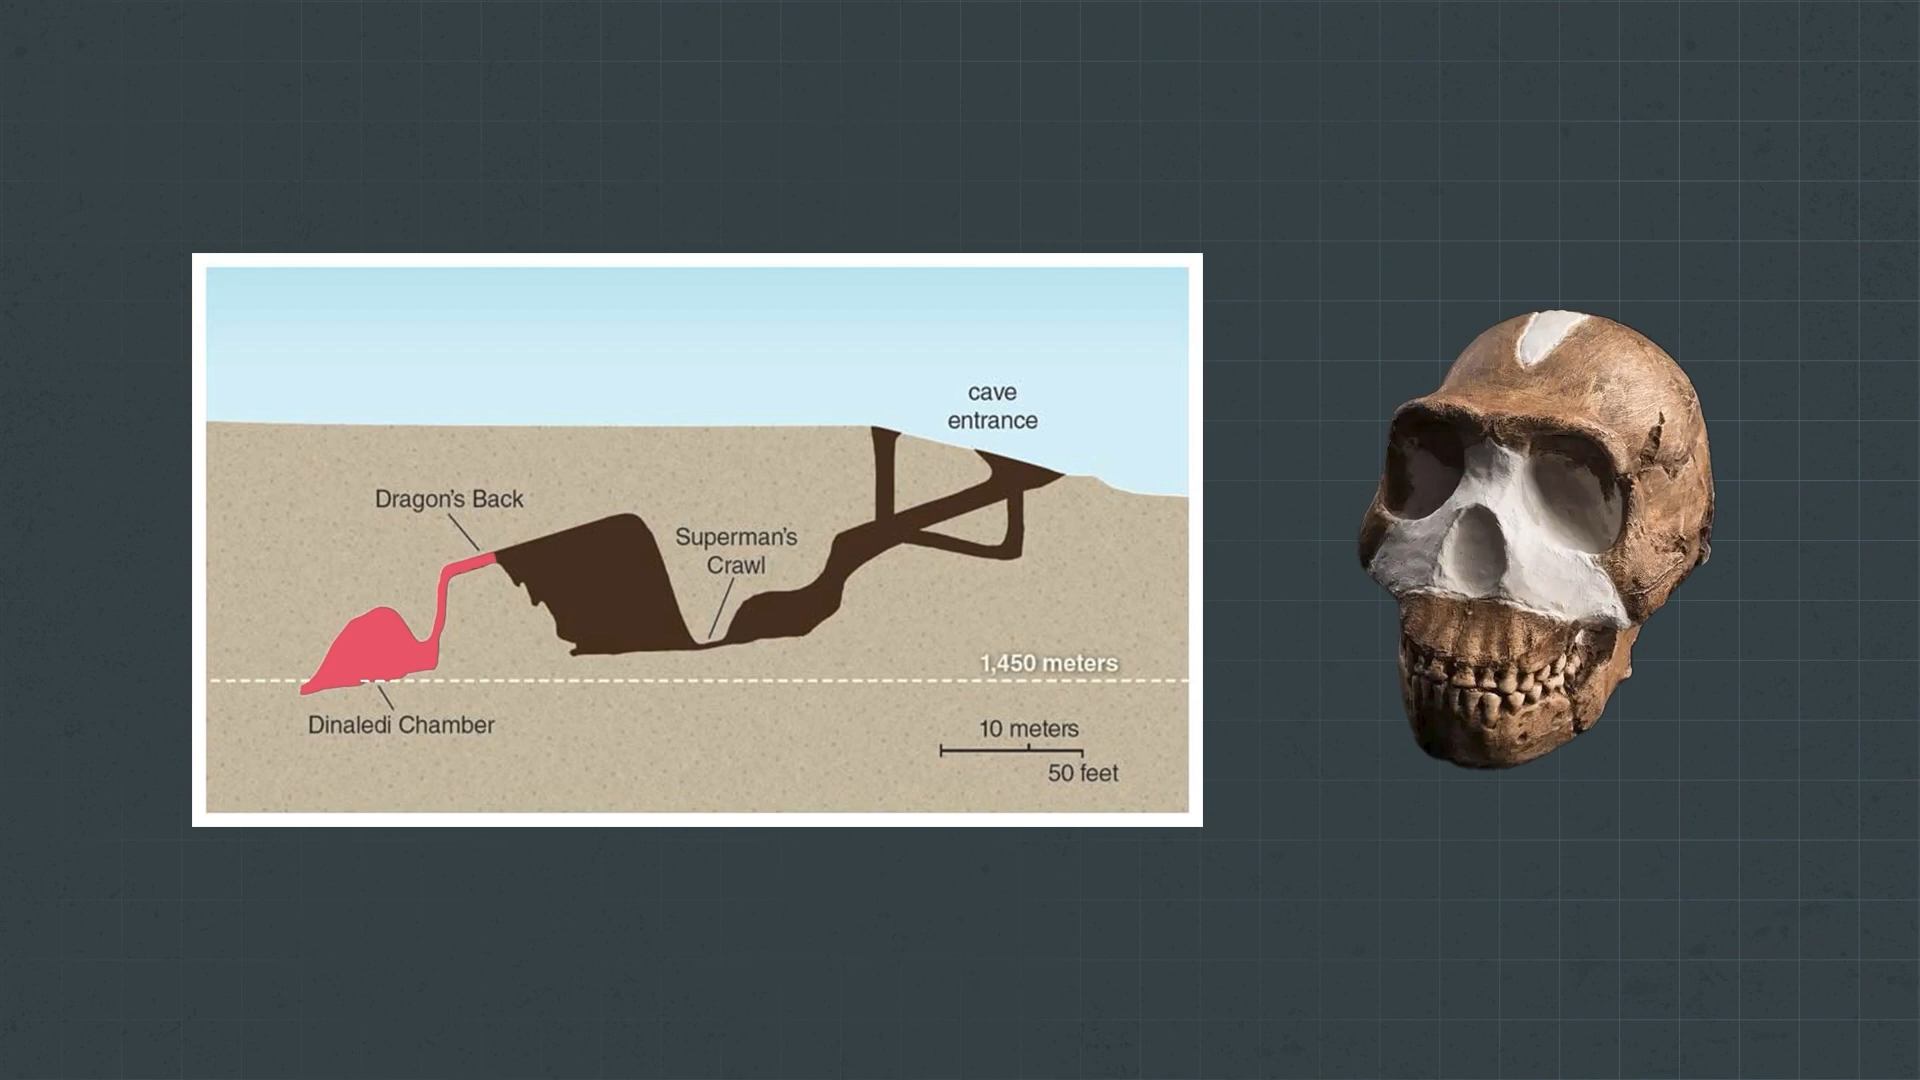 cave
entrance
Dragon's Back
Superman's
Crawl
1,450 meters
Dinaledi Chamber
10 meters
50 feet